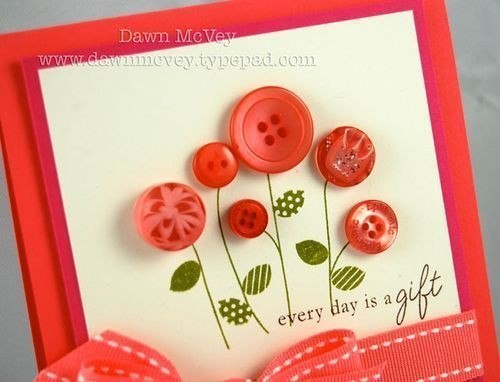 Dawn McVey
www.dawnmcvey.typepad.com
every day is a gift